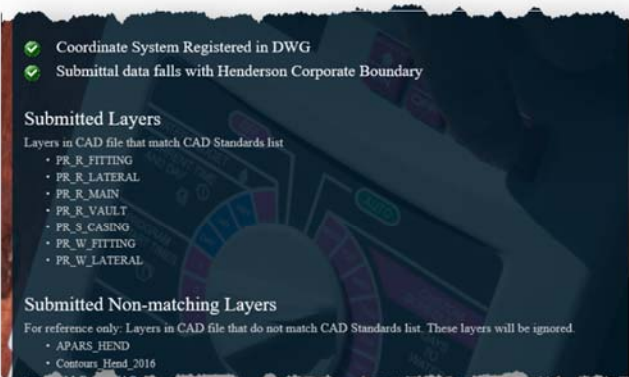 Coordinate System Registered in DWG
Submittal data falls with Henderson Corporate Boundary
Submitted Layers
Layers in CAD file that match CAD Standards list
• PR_R_FITTING
• PR_R_LATERAL
• PR_R_MAIN
• PR_R_VAULT
• PR_S_CASING
• PR_W_FITTING
• PR_W_LATERAL
Submitted Non-matching Layers
For reference only: Layers in CAD file that do not match CAD Standards list. These layers will be ignored.
• APARS_HEND
• Contours_Hend_2016
AUTO